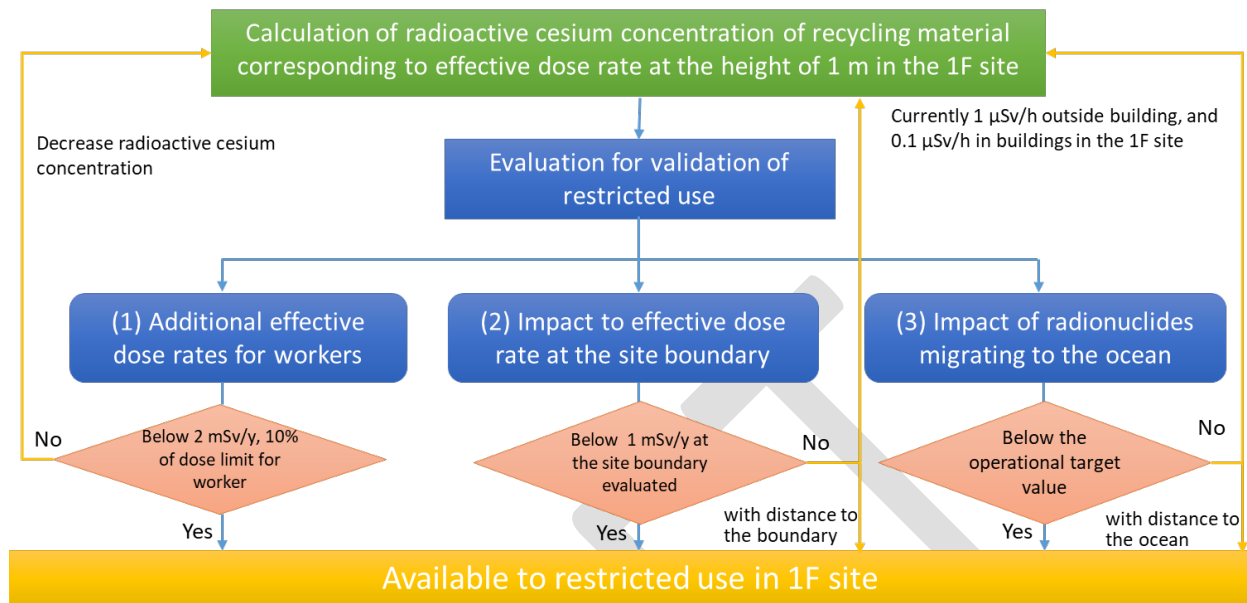 Calculation of radioactive cesium concentration of recycling material
corresponding to effective dose rate at the height of 1 m in the 1F site
Decrease radioactive cesium
concentration
Currently 1 μSv/h outside building, and
0.1 μSv/h in buildings in the 1F site
Evaluation for validation of
restricted use
(1) Additional effective
dose rates for workers
(2) Impact to effective dose
rate at the site boundary
(3) Impact of radionuclides
migrating to the ocean
No
Below 2 mSv/y, 10%
of dose limit for
worker
Yes
Below 1 mSv/y at
the site boundary
evaluated
No
Yes
with distance to
the boundary
Below the
operational target
value
No
Yes
with distance to
the ocean
Available to restricted use in 1F site